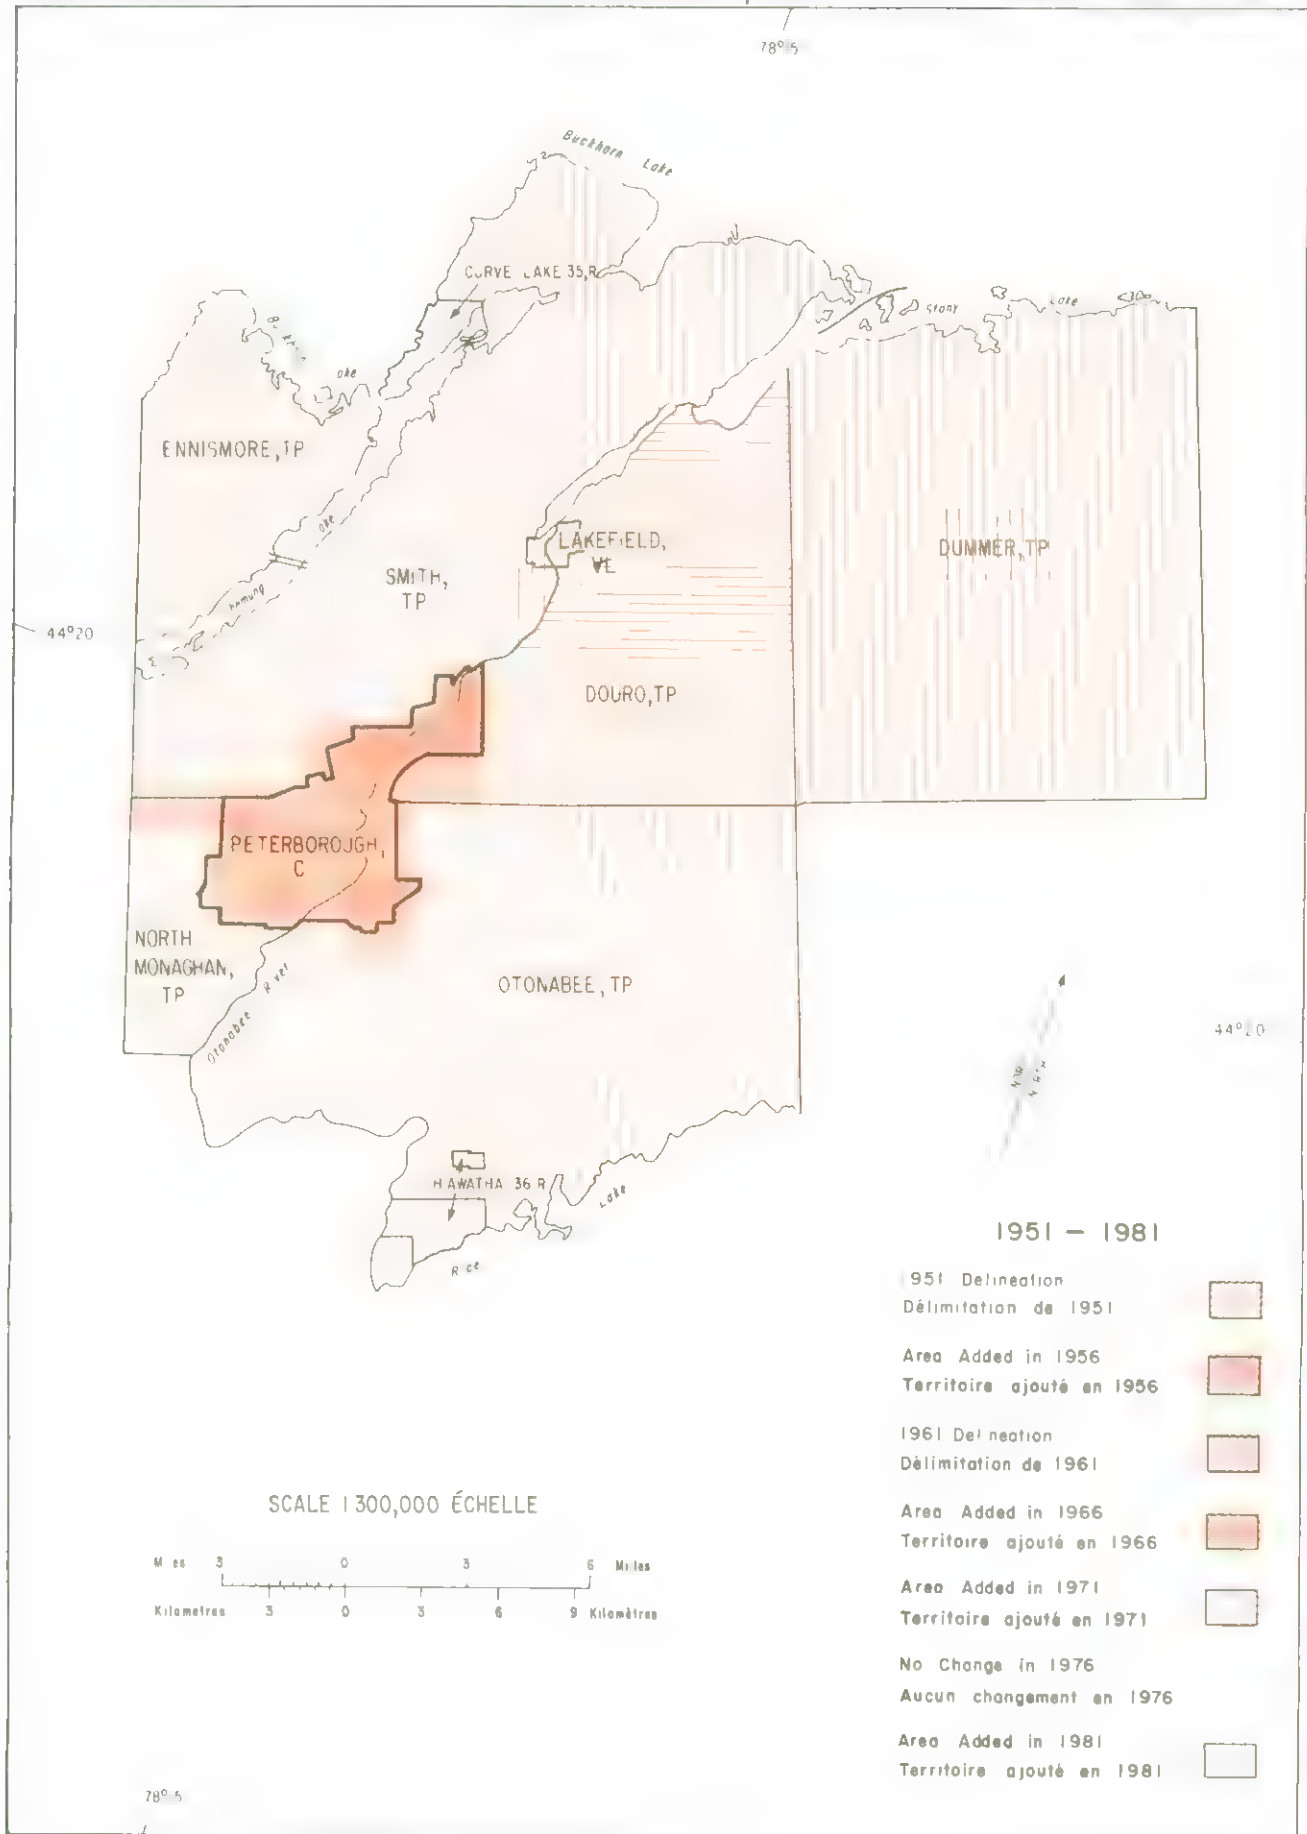 78°15
Buckhorn Lake
CURVE LAKE 35, R
Stony Lake
ENNISMORE, TP
LAKEFIELD,
VL
DUMMER, TP
SMITH,
TP
44°20
DOURO, TP
PETERBOROUGH,
C
NORTH
MONAGHAN,
TP
Otonabee River
OTONABEE, TP
44°20
HIAWATHA 36 R
Rice Lake
1951 – 1981
1951 Delineation
Délimitation de 1951
Area Added in 1956
Territoire ajouté en 1956
1961 Delineation
Délimitation de 1961
SCALE 1 300,000 ÉCHELLE
Area Added in 1966
Territoire ajouté en 1966
Miles 3 0 3 6 Milles
Kilometres 3 0 3 6 9 Kilomètres
Area Added in 1971
Territoire ajouté en 1971
No Change in 1976
Aucun changement en 1976
Area Added in 1981
Territoire ajouté en 1981